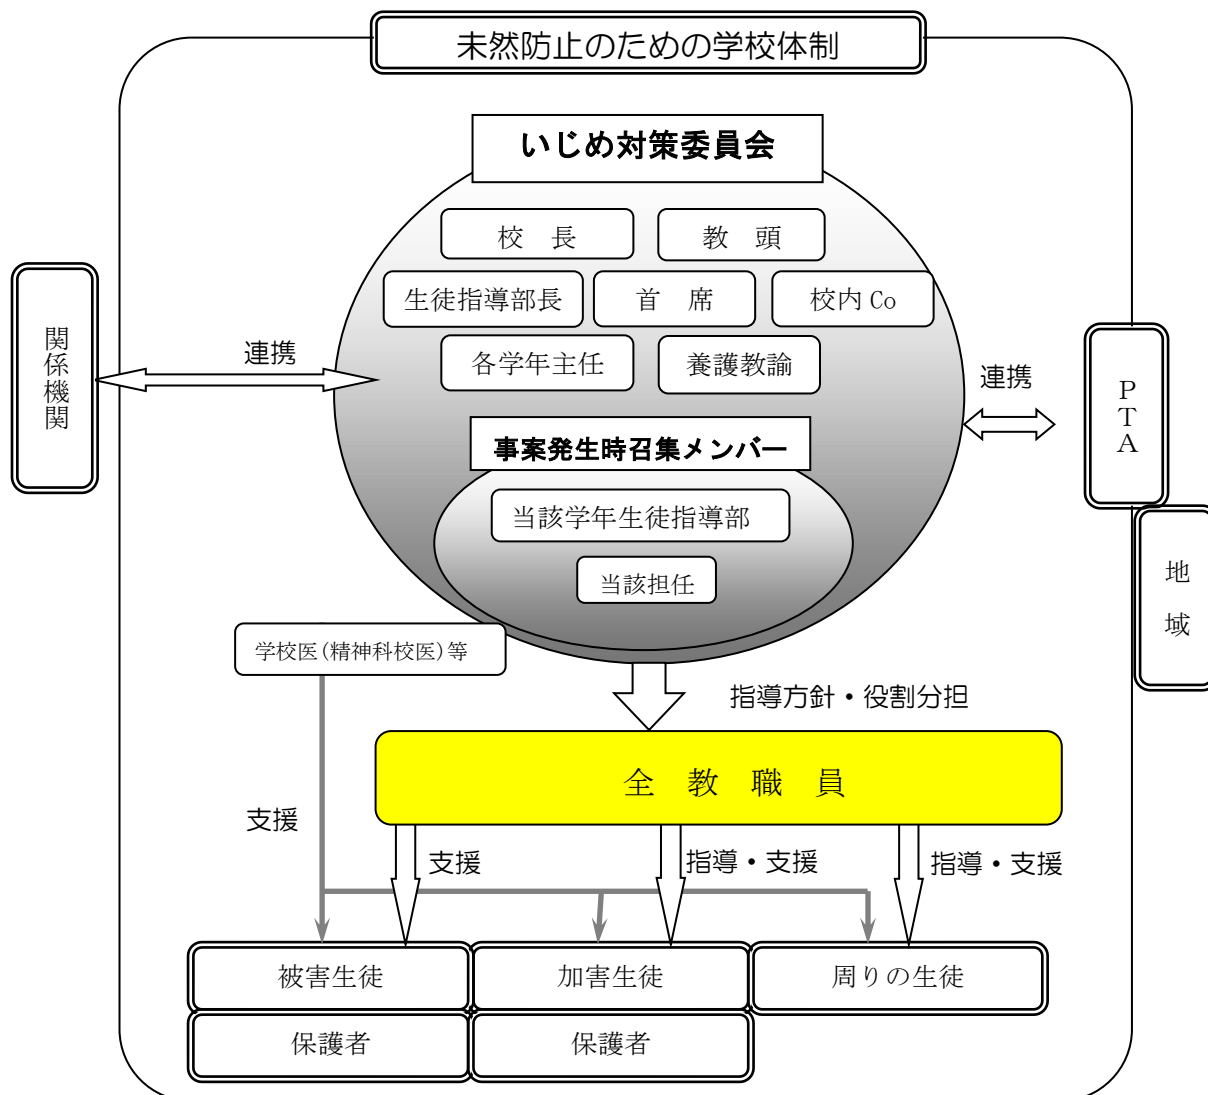 未然防止のための学校体制
いじめ対策委員会
校　長
教　頭
生徒指導部長
首　席
校内 Co
各学年主任
養護教諭
関係機関
連携
連携
PTA
地域
事案発生時召集メンバー
当該学年生徒指導部
当該担任
学校医(精神科校医)等
指導方針・役割分担
全　教　職　員
支援
支援
指導・支援
指導・支援
被害生徒
加害生徒
周りの生徒
保護者
保護者